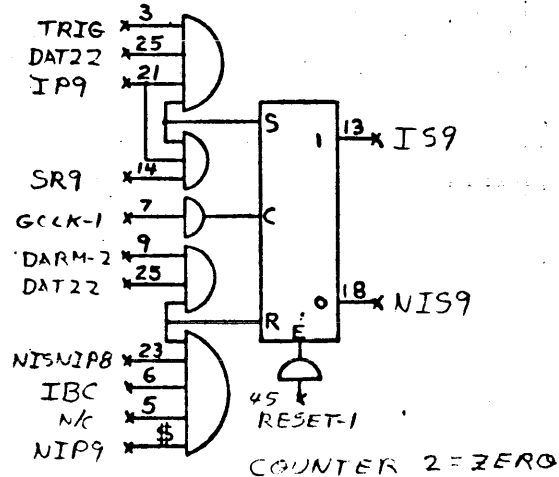 TRIG 3
DAT22 25
IP9 21
S
1 13 IS9
SR9 14
GCLK-1 7 C
DARM-2 9
DAT22 25
0 18 NIS9
R
E
NISNIP8 23
IBC 6
45
N/C 5
RESET-1
NIP9 $
COUNTER 2 = ZERO